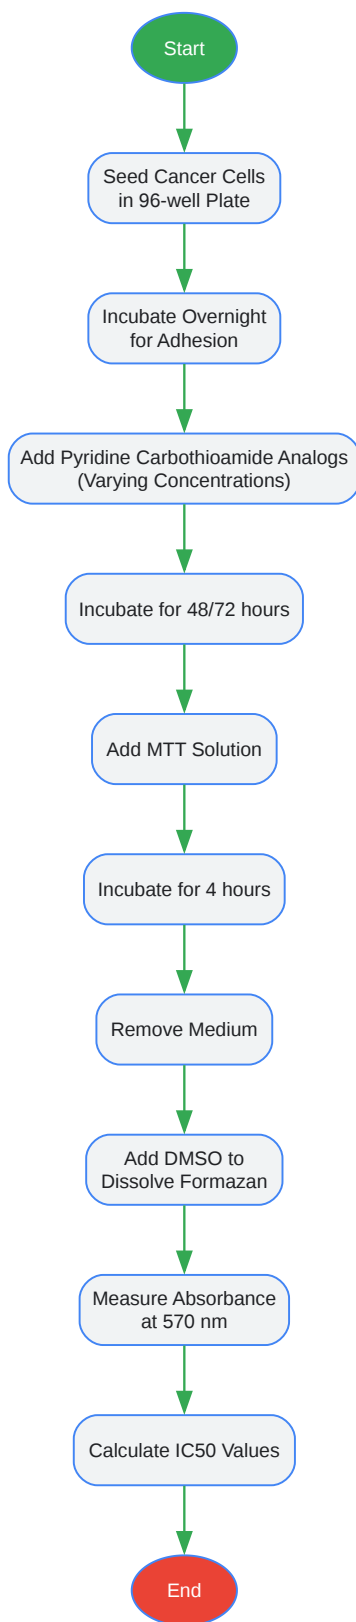 Start
Seed Cancer Cells
in 96-well Plate
Incubate Overnight
for Adhesion
Add Pyridine Carbothioamide Analogs
(Varying Concentrations)
Incubate for 48/72 hours
Add MTT Solution
Incubate for 4 hours
Remove Medium
Add DMSO to
Dissolve Formazan
Measure Absorbance
at 570 nm
Calculate IC50 Values
End